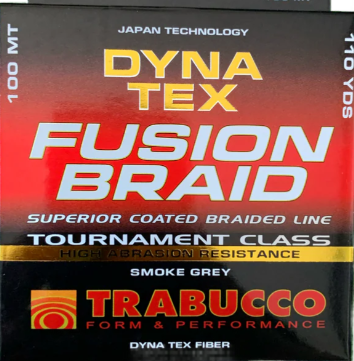 JAPAN TECHNOLOGY
100 MT
110 YDS
DYNA
TEX
FUSION
BRAID
SUPERIOR COATED BRAIDED LINE
TOURNAMENT CLASS
HIGH ABRASION RESISTANCE
SMOKE GREY
TRABUCCO
FORM & PERFORMANCE
DYNA TEX FIBER